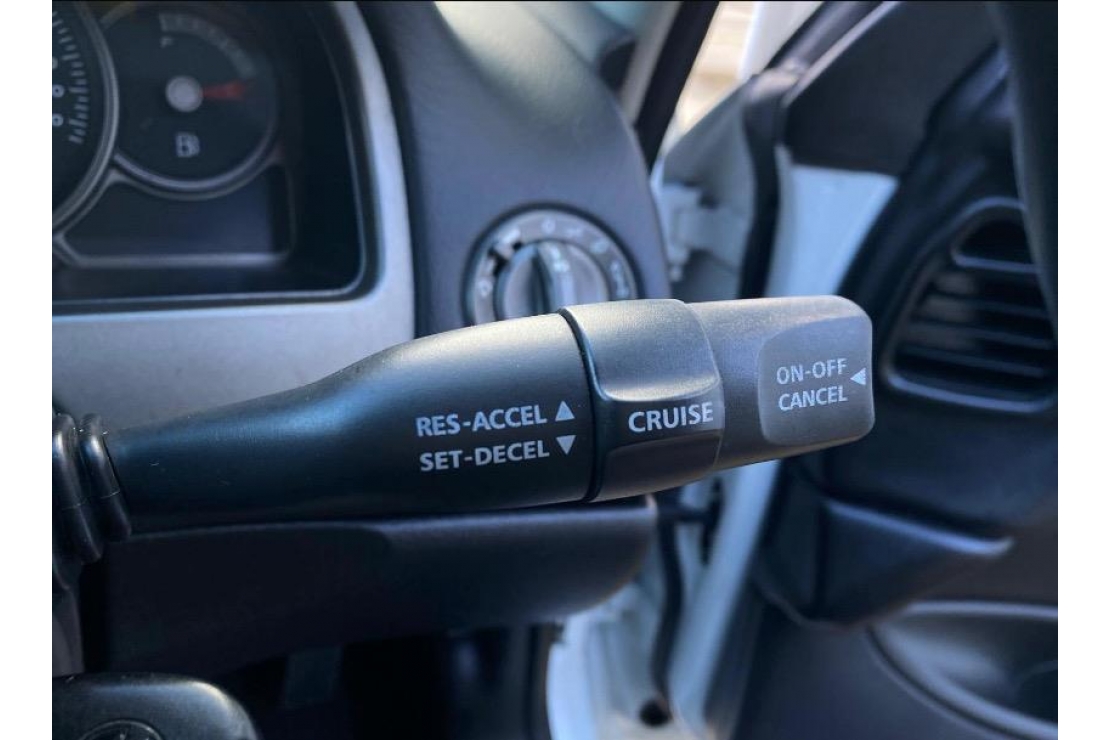 RES-ACCEL ▲
SET-DECEL ▼
CRUISE
ON-OFF ◀
CANCEL